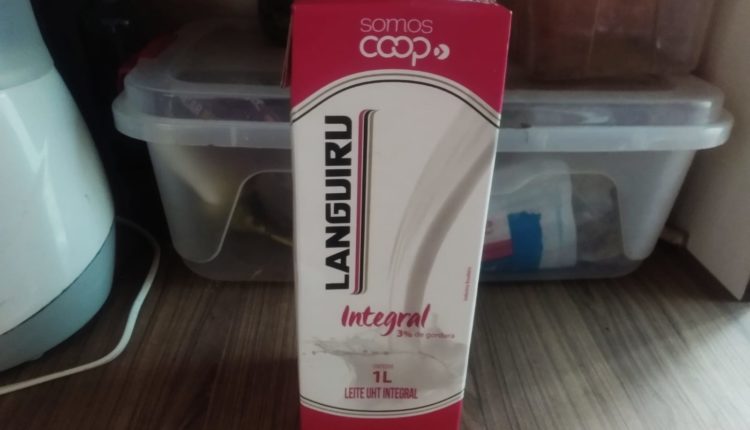 somos
coop
LANGUIRU
Integral
3% de gordura
1L
LEITE UHT INTEGRAL